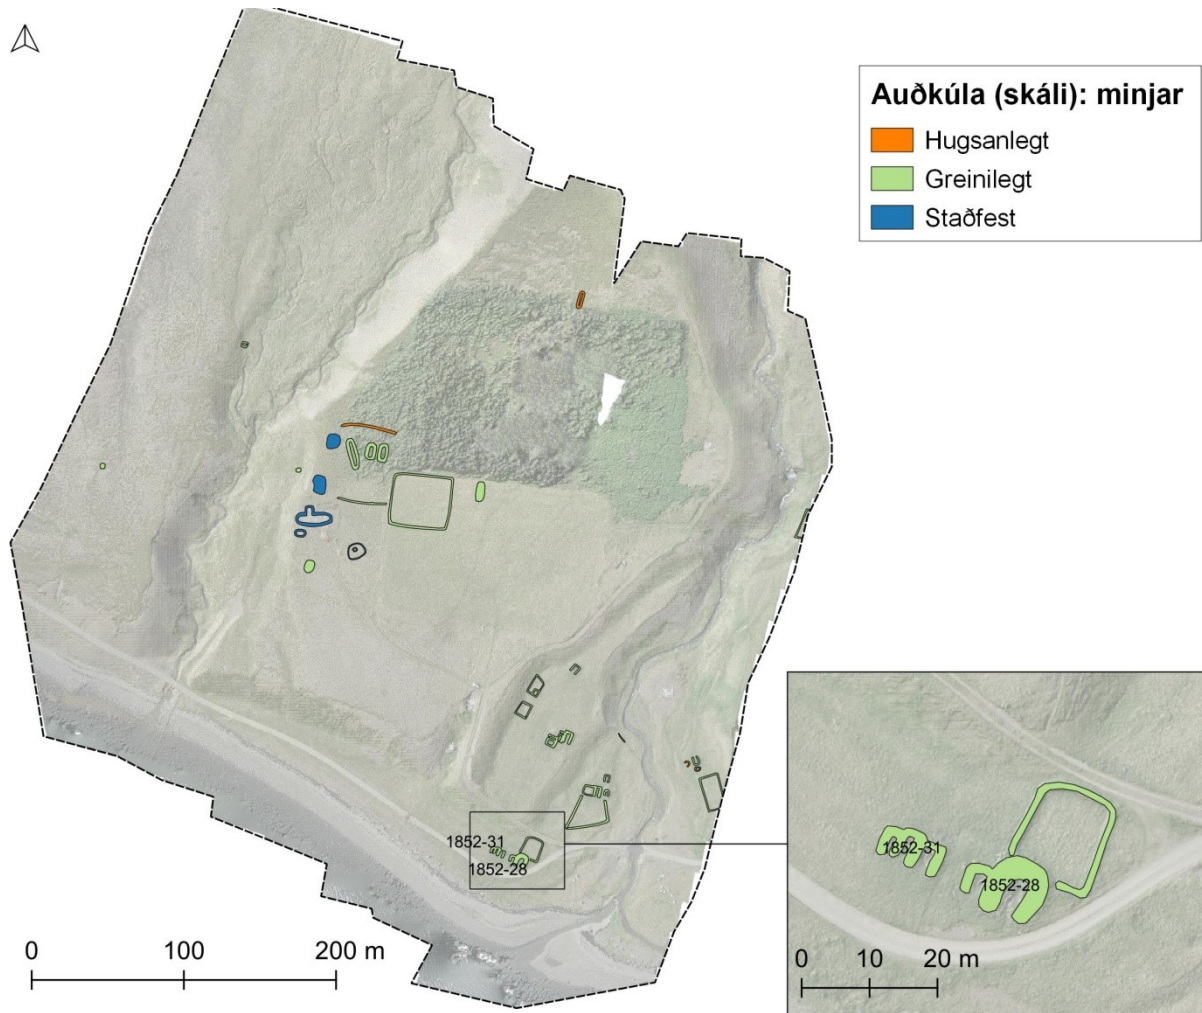 Auðkúla (skáli): minjar
Hugsanlegt
Greinilegt
Staðfest
1852-31
1852-28
0 100 200 m
1852-31
1852-28
0 10 20 m